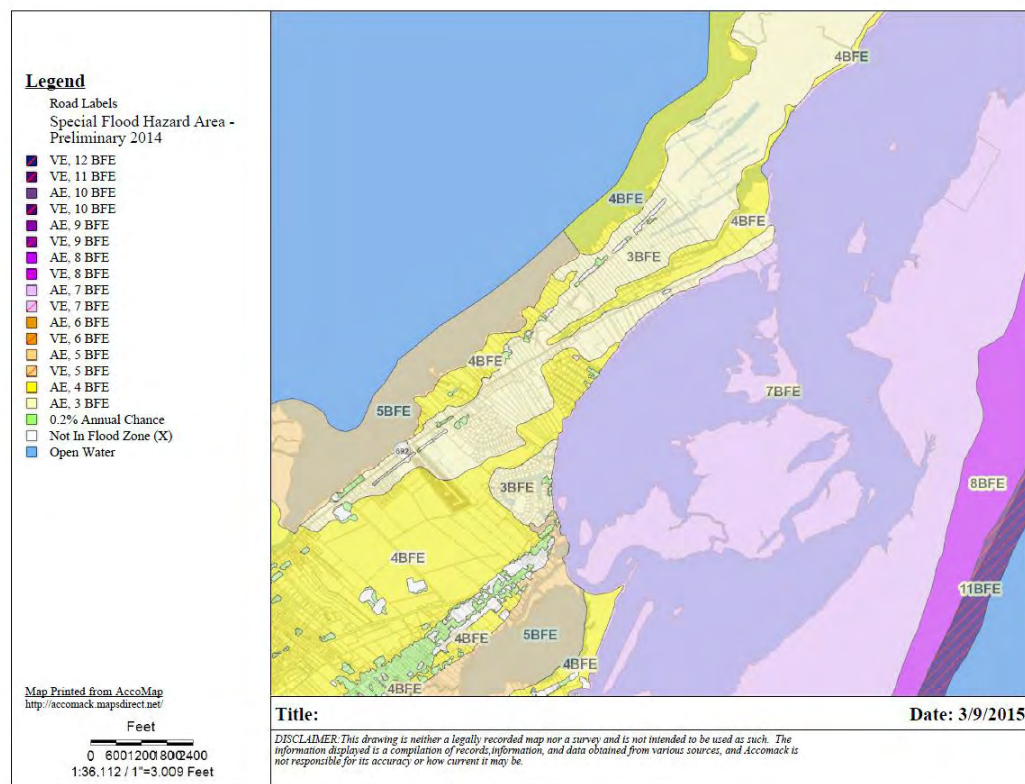 Legend
Road Labels
Special Flood Hazard Area -
Preliminary 2014
VE, 12 BFE
VE, 11 BFE
AE, 10 BFE
VE, 10 BFE
AE, 9 BFE
VE, 9 BFE
AE, 8 BFE
VE, 8 BFE
AE, 7 BFE
VE, 7 BFE
AE, 6 BFE
VE, 6 BFE
AE, 5 BFE
VE, 5 BFE
AE, 4 BFE
AE, 3 BFE
0.2% Annual Chance
Not In Flood Zone (X)
Open Water
4BFE
4BFE
4BFE
3BFE
4BFE
7BFE
5BFE
692
3BFE
8BFE
4BFE
11BFE
4BFE
5BFE
4BFE
4BFE
Map Printed from AccoMap
http://accomack.mapsdirect.net/
Feet
0 600120018002400
1:36,112 / 1"=3,009 Feet
Title:
Date: 3/9/2015
DISCLAIMER:This drawing is neither a legally recorded map nor a survey and is not intended to be used as such. The
information displayed is a compilation of records,information, and data obtained from various sources, and Accomack is
not responsible for its accuracy or how current it may be.